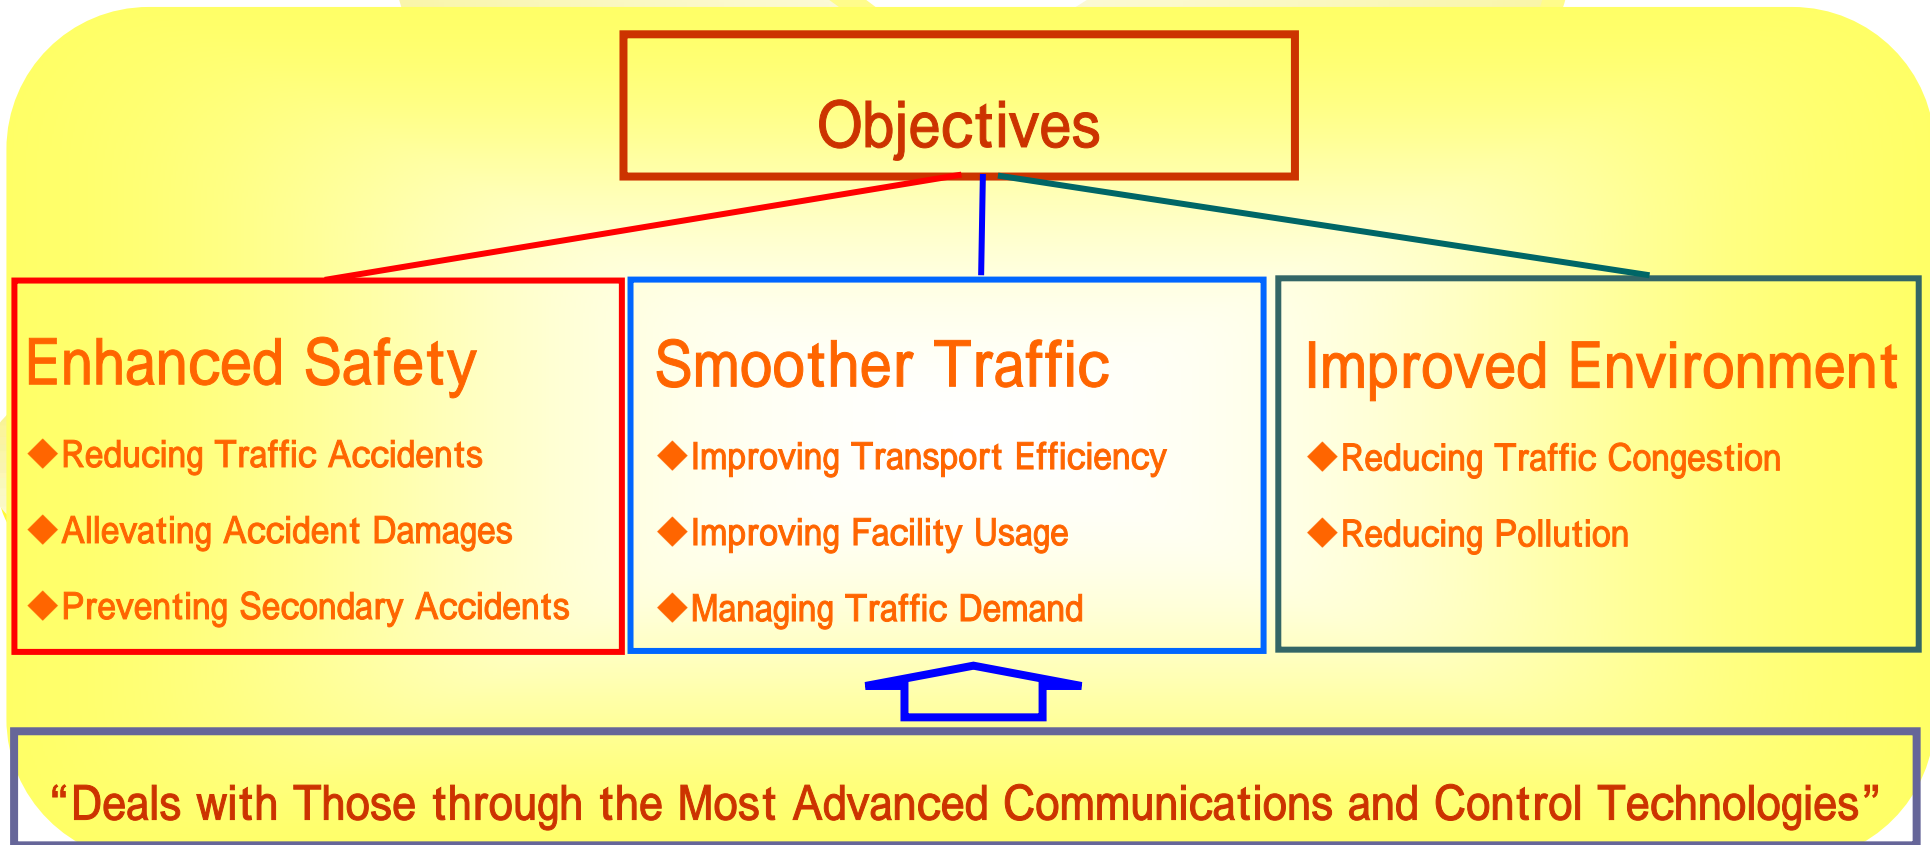 Objectives
Enhanced Safety
◆Reducing Traffic Accidents
◆Allevating Accident Damages
◆Preventing Secondary Accidents
Smoother Traffic
◆Improving Transport Efficiency
◆Improving Facility Usage
◆Managing Traffic Demand
Improved Environment
◆Reducing Traffic Congestion
◆Reducing Pollution
“Deals with Those through the Most Advanced Communications and Control Technologies”